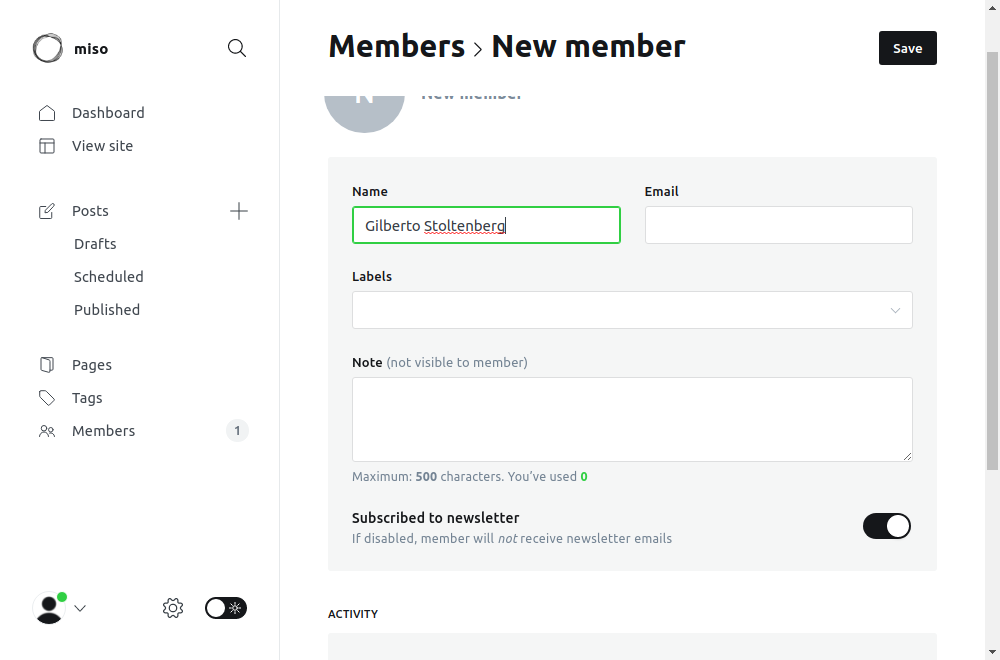 miso
Members > New member
Save
New member
Dashboard
View site
Posts
Drafts
Scheduled
Published
Pages
Tags
Members
1
Name
Email
Gilberto Stoltenberg
Labels
Note (not visible to member)
Maximum: 500 characters. You've used 0
Subscribed to newsletter
If disabled, member will not receive newsletter emails
ACTIVITY